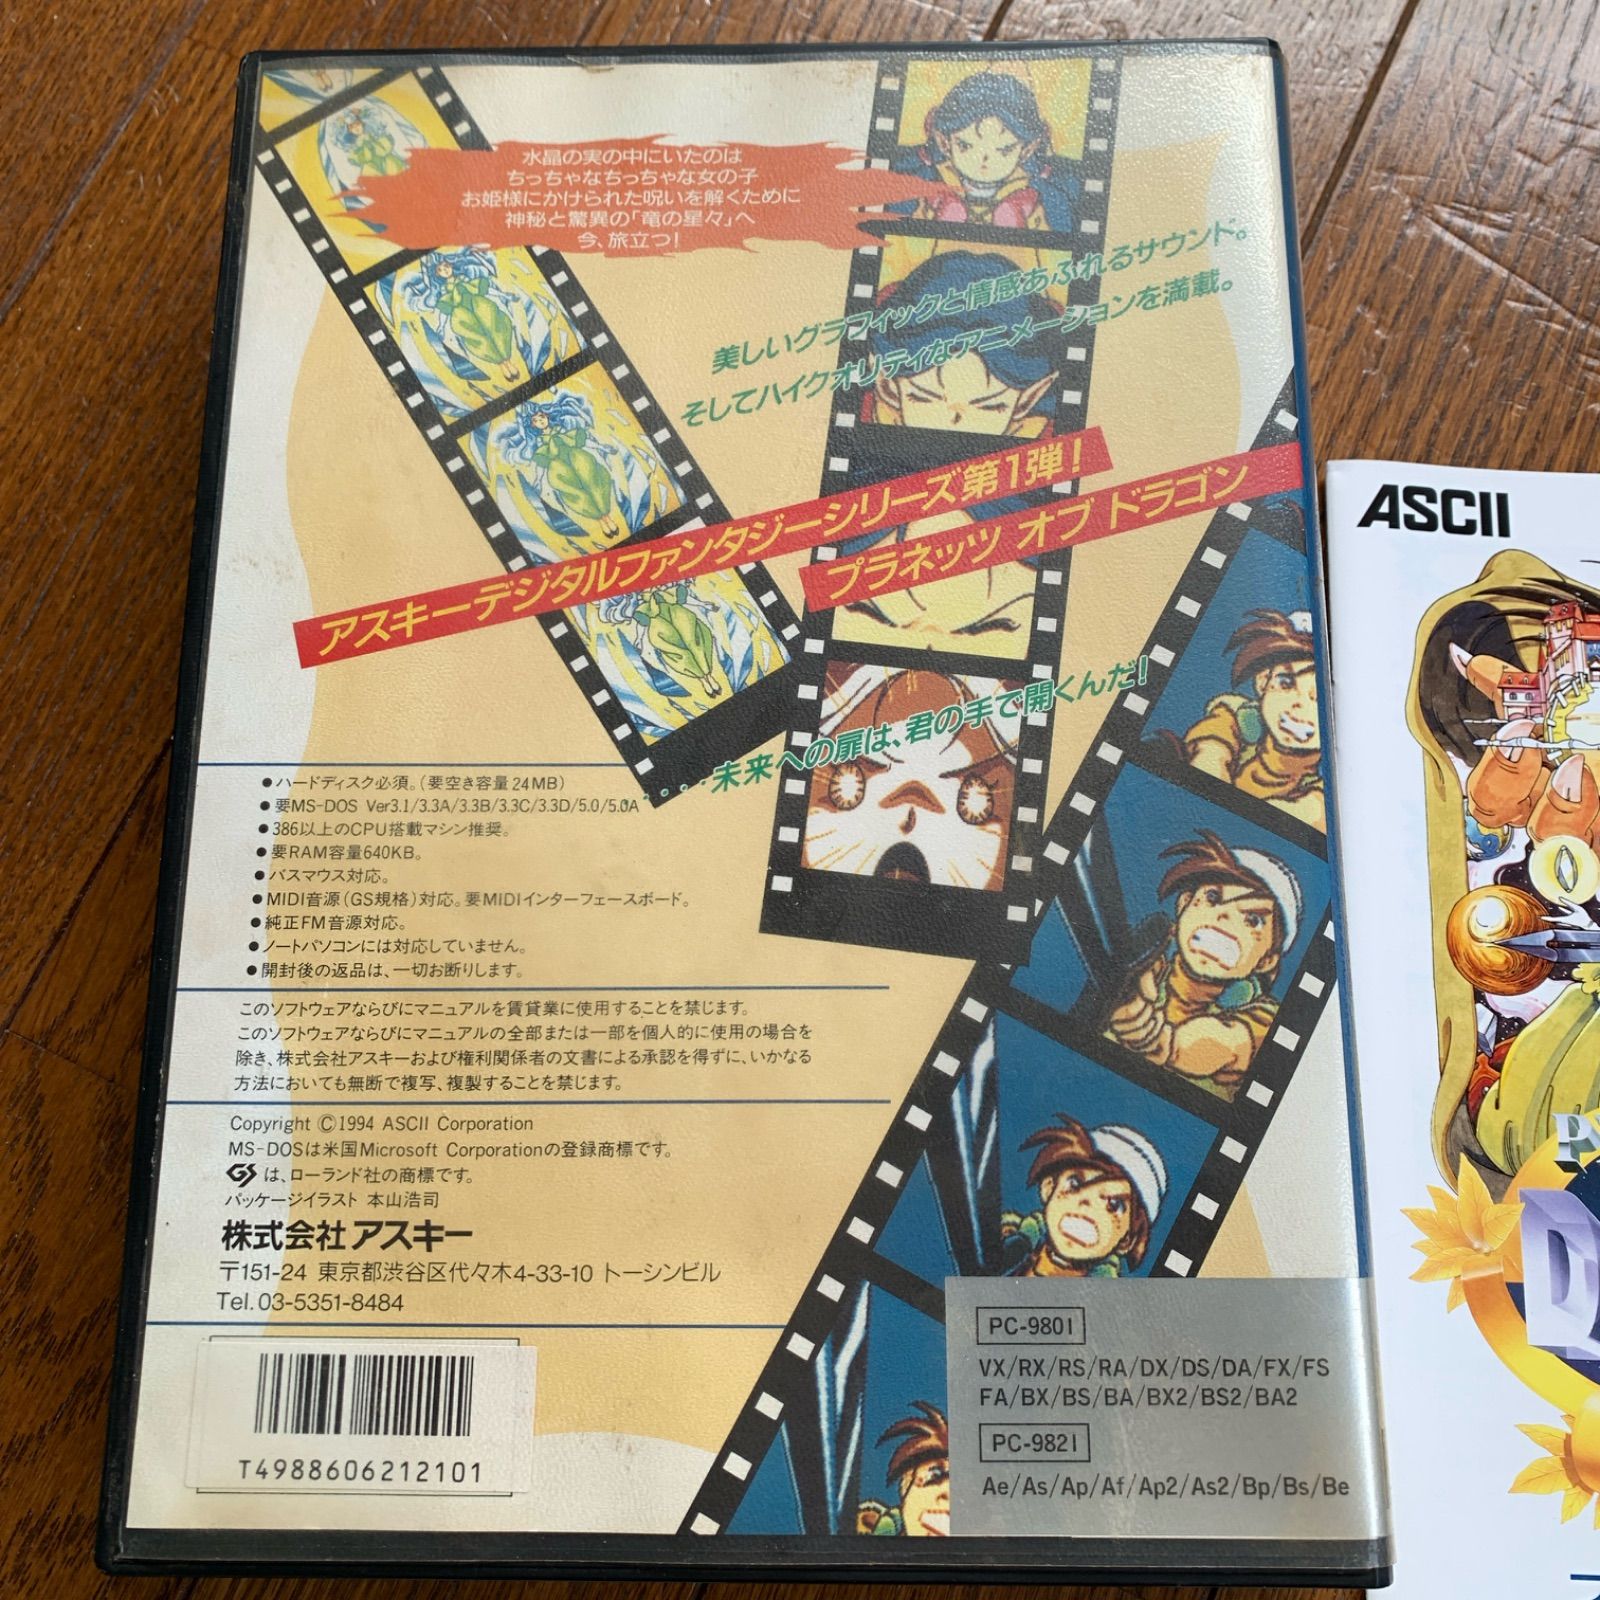 水晶の実の中にいたのは
ちっちゃなちっちゃな女の子
お姫様にかけられた呪いを解くために
神秘と驚異の「竜の星々」へ
今、旅立つ!
美しいグラフィックと情感あふれるサウンド。
そしてハイクオリティなアニメーションを満載。
アスキーデジタルファンタジーシリーズ第1弾!
プラネッツ オブ ドラゴン
・・・・未来への扉は、君の手で開くんだ!
●ハードディスク必須。(要空き容量24MB)
●要MS-DOS Ver3.1/3.3A/3.3B/3.3C/3.3D/5.0/5.0A
●386以上のCPU搭載マシン推奨。
●要RAM容量640KB。
●バスマウス対応。
●MIDI音源(GS規格)対応。要MIDIインターフェースボード。
●純正FM音源対応。
●ノートパソコンには対応していません。
●開封後の返品は、一切お断りします。
このソフトウェアならびにマニュアルを賃貸業に使用することを禁じます。
このソフトウェアならびにマニュアルの全部または一部を個人的に使用の場合を
除き、株式会社アスキーおよび権利関係者の文書による承認を得ずに、いかなる
方法においても無断で複写、複製することを禁じます。
Copyright ©1994 ASCII Corporation
MS-DOSは米国Microsoft Corporationの登録商標です。
GSは、ローランド社の商標です。
パッケージイラスト 本山浩司
株式会社アスキー
〒151-24 東京都渋谷区代々木4-33-10 トーシンビル
Tel.03-5351-8484
T4988606212101
PC-9801
VX/RX/RS/RA/DX/DS/DA/FX/FS
FA/BX/BS/BA/BX2/BS2/BA2
PC-9821
Ae/As/Ap/Af/Ap2/As2/Bp/Bs/Be
ASCII